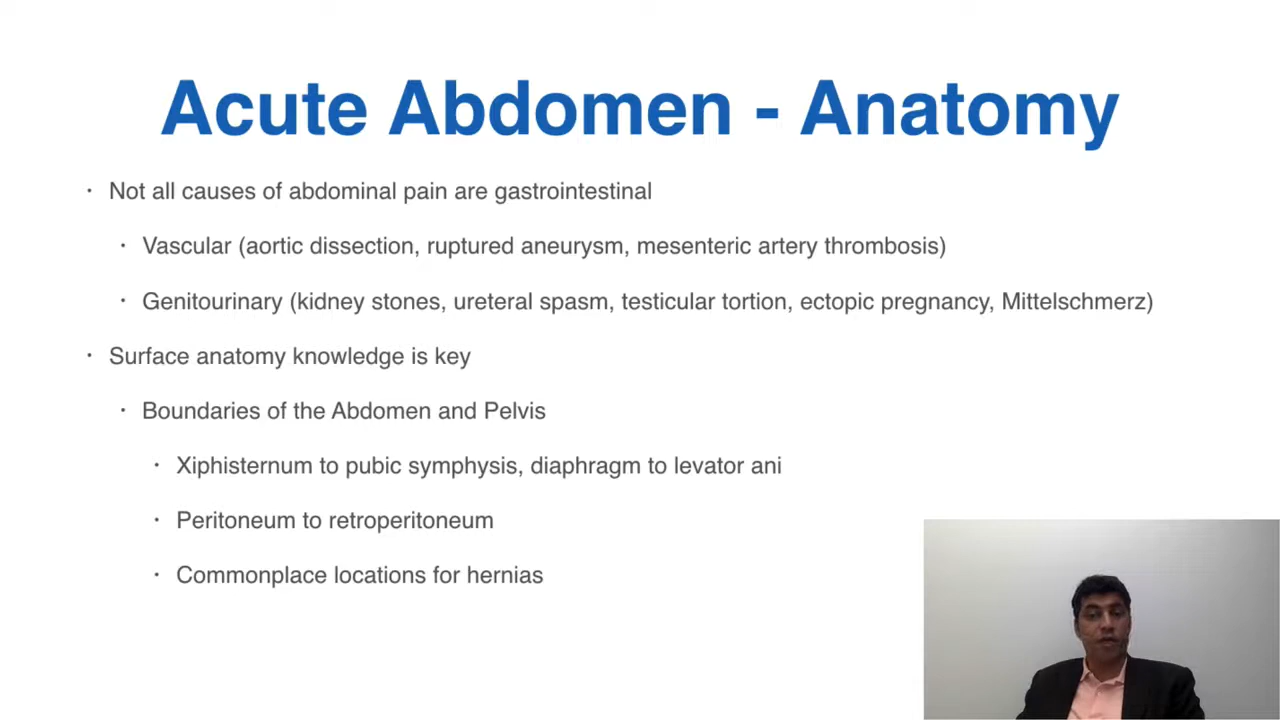 Acute Abdomen - Anatomy
· Not all causes of abdominal pain are gastrointestinal
· Vascular (aortic dissection, ruptured aneurysm, mesenteric artery thrombosis)
· Genitourinary (kidney stones, ureteral spasm, testicular tortion, ectopic pregnancy, Mittelschmerz)
· Surface anatomy knowledge is key
· Boundaries of the Abdomen and Pelvis
· Xiphisternum to pubic symphysis, diaphragm to levator ani
· Peritoneum to retroperitoneum
· Commonplace locations for hernias